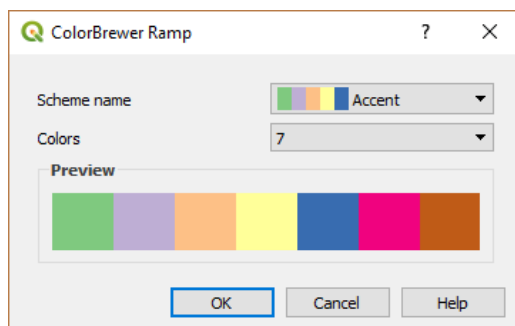 ColorBrewer Ramp ?
Scheme name Accent
Colors 7
Preview
OK Cancel Help